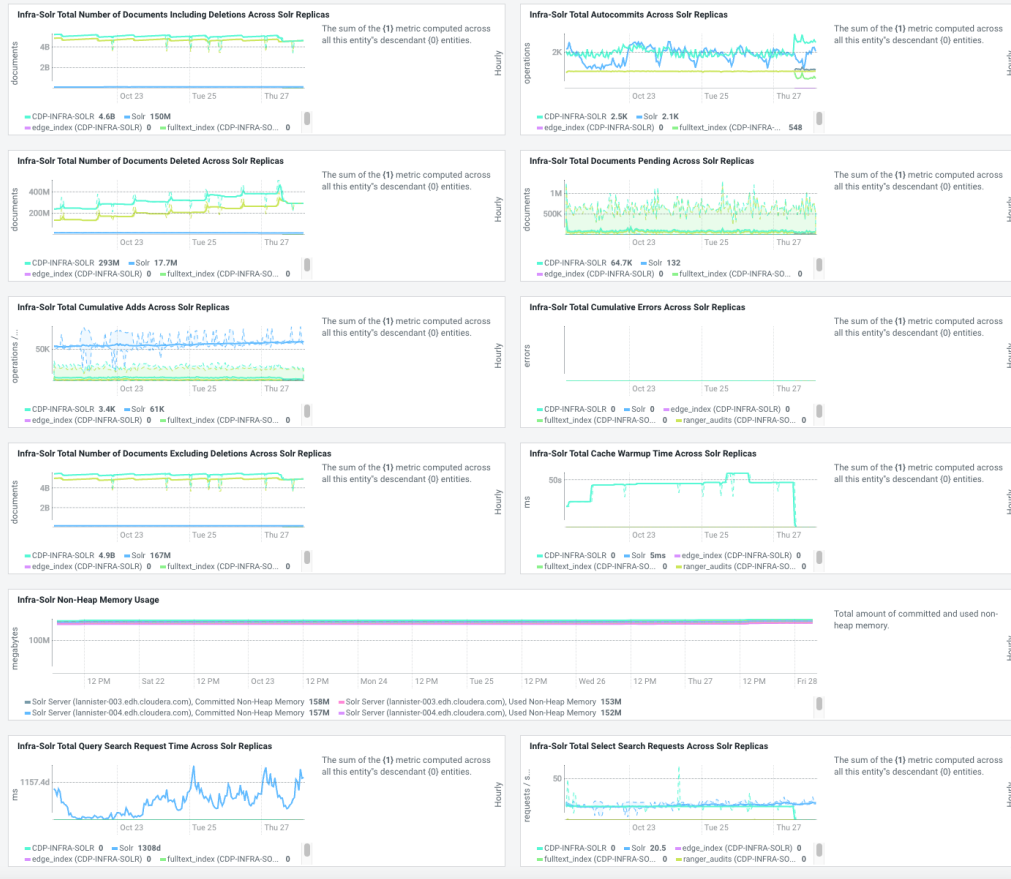 Infra-Solr Total Number of Documents Including Deletions Across Solr Replicas
documents
4B
2B
Oct 23 Tue 25 Thu 27
CDP-INFRA-SOLR 4.6B Solr 150M
edge_index (CDP-INFRA-SOLR) 0 fulltext_index (CDP-INFRA-SO... 0
The sum of the {1} metric computed across
all this entity"s descendant {0} entities.
Hourly
Infra-Solr Total Autocommits Across Solr Replicas
operations
2K
Oct 23 Tue 25 Thu 27
CDP-INFRA-SOLR 2.5K Solr 2.1K
edge_index (CDP-INFRA-SOLR) 0 fulltext_index (CDP-INFRA-... 548
The sum of the {1} metric computed across
all this entity"s descendant {0} entities.
Hourly
Infra-Solr Total Number of Documents Deleted Across Solr Replicas
documents
400M
200M
Oct 23 Tue 25 Thu 27
CDP-INFRA-SOLR 293M Solr 17.7M
edge_index (CDP-INFRA-SOLR) 0 fulltext_index (CDP-INFRA-SO... 0
The sum of the {1} metric computed across
all this entity"s descendant {0} entities.
Hourly
Infra-Solr Total Documents Pending Across Solr Replicas
documents
1M
500K
Oct 23 Tue 25 Thu 27
CDP-INFRA-SOLR 64.7K Solr 132
edge_index (CDP-INFRA-SOLR) 0 fulltext_index (CDP-INFRA-SO... 0
The sum of the {1} metric computed across
all this entity"s descendant {0} entities.
Hourly
Infra-Solr Total Cumulative Adds Across Solr Replicas
operations /...
50K
Oct 23 Tue 25 Thu 27
CDP-INFRA-SOLR 3.4K Solr 61K
edge_index (CDP-INFRA-SOLR) 0 fulltext_index (CDP-INFRA-SO... 0
The sum of the {1} metric computed across
all this entity"s descendant {0} entities.
Hourly
Infra-Solr Total Cumulative Errors Across Solr Replicas
errors
Oct 23 Tue 25 Thu 27
CDP-INFRA-SOLR 0 Solr 0 edge_index (CDP-INFRA-SOLR) 0
fulltext_index (CDP-INFRA-SO... 0 ranger_audits (CDP-INFRA-SOL... 0
The sum of the {1} metric computed across
all this entity"s descendant {0} entities.
Hourly
Infra-Solr Total Number of Documents Excluding Deletions Across Solr Replicas
documents
4B
2B
Oct 23 Tue 25 Thu 27
CDP-INFRA-SOLR 4.9B Solr 167M
edge_index (CDP-INFRA-SOLR) 0 fulltext_index (CDP-INFRA-SO... 0
The sum of the {1} metric computed across
all this entity"s descendant {0} entities.
Hourly
Infra-Solr Total Cache Warmup Time Across Solr Replicas
ms
50s
Oct 23 Tue 25 Thu 27
CDP-INFRA-SOLR 0 Solr 5ms edge_index (CDP-INFRA-SOLR) 0
fulltext_index (CDP-INFRA-SO... 0 ranger_audits (CDP-INFRA-SOL... 0
The sum of the {1} metric computed across
all this entity"s descendant {0} entities.
Hourly
Infra-Solr Non-Heap Memory Usage
megabytes
100M
12 PM Sat 22 12 PM Oct 23 12 PM Mon 24 12 PM Tue 25 12 PM Wed 26 12 PM Thu 27 12 PM Fri 28
Solr Server (lannister-003.edh.cloudera.com), Committed Non-Heap Memory 158M Solr Server (lannister-003.edh.cloudera.com), Used Non-Heap Memory 153M
Solr Server (lannister-004.edh.cloudera.com), Committed Non-Heap Memory 157M Solr Server (lannister-004.edh.cloudera.com), Used Non-Heap Memory 152M
Total amount of committed and used non-
heap memory.
Hourly
Infra-Solr Total Query Search Request Time Across Solr Replicas
ms
1157.4d
Oct 23 Tue 25 Thu 27
CDP-INFRA-SOLR 0 Solr 1308d
edge_index (CDP-INFRA-SOLR) 0 fulltext_index (CDP-INFRA-SO... 0
The sum of the {1} metric computed across
all this entity"s descendant {0} entities.
Hourly
Infra-Solr Total Select Search Requests Across Solr Replicas
requests / s...
50
Oct 23 Tue 25 Thu 27
CDP-INFRA-SOLR 0 Solr 20.5 edge_index (CDP-INFRA-SOLR) 0
fulltext_index (CDP-INFRA-SO... 0 ranger_audits (CDP-INFRA-SO... 0
The sum of the {1} metric computed across
all this entity"s descendant {0} entities.
Hourly